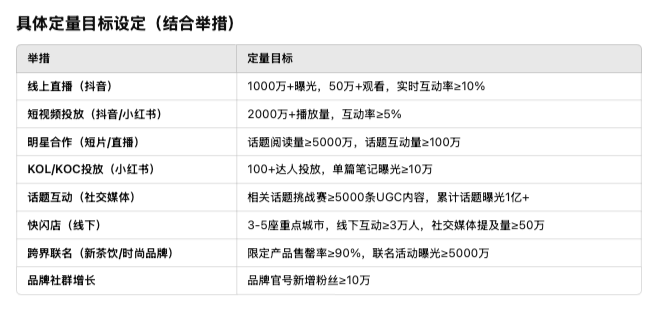 具体定量目标设定（结合举措）
举措 定量目标
线上直播（抖音） 1000万+曝光，50万+观看，实时互动率≥10%
短视频投放（抖音/小红书） 2000万+播放量，互动率≥5%
明星合作（短片/直播） 话题阅读量≥5000万，话题互动量≥100万
KOL/KOC投放（小红书） 100+达人投放，单篇笔记曝光≥10万
话题互动（社交媒体） 相关话题挑战赛≥5000条UGC内容，累计话题曝光1亿+
快闪店（线下） 3-5座重点城市，线下互动≥3万人，社交媒体提及量≥50万
跨界联名（新茶饮/时尚品牌） 限定产品售罄率≥90%，联名活动曝光≥5000万
品牌社群增长 品牌官号新增粉丝≥10万